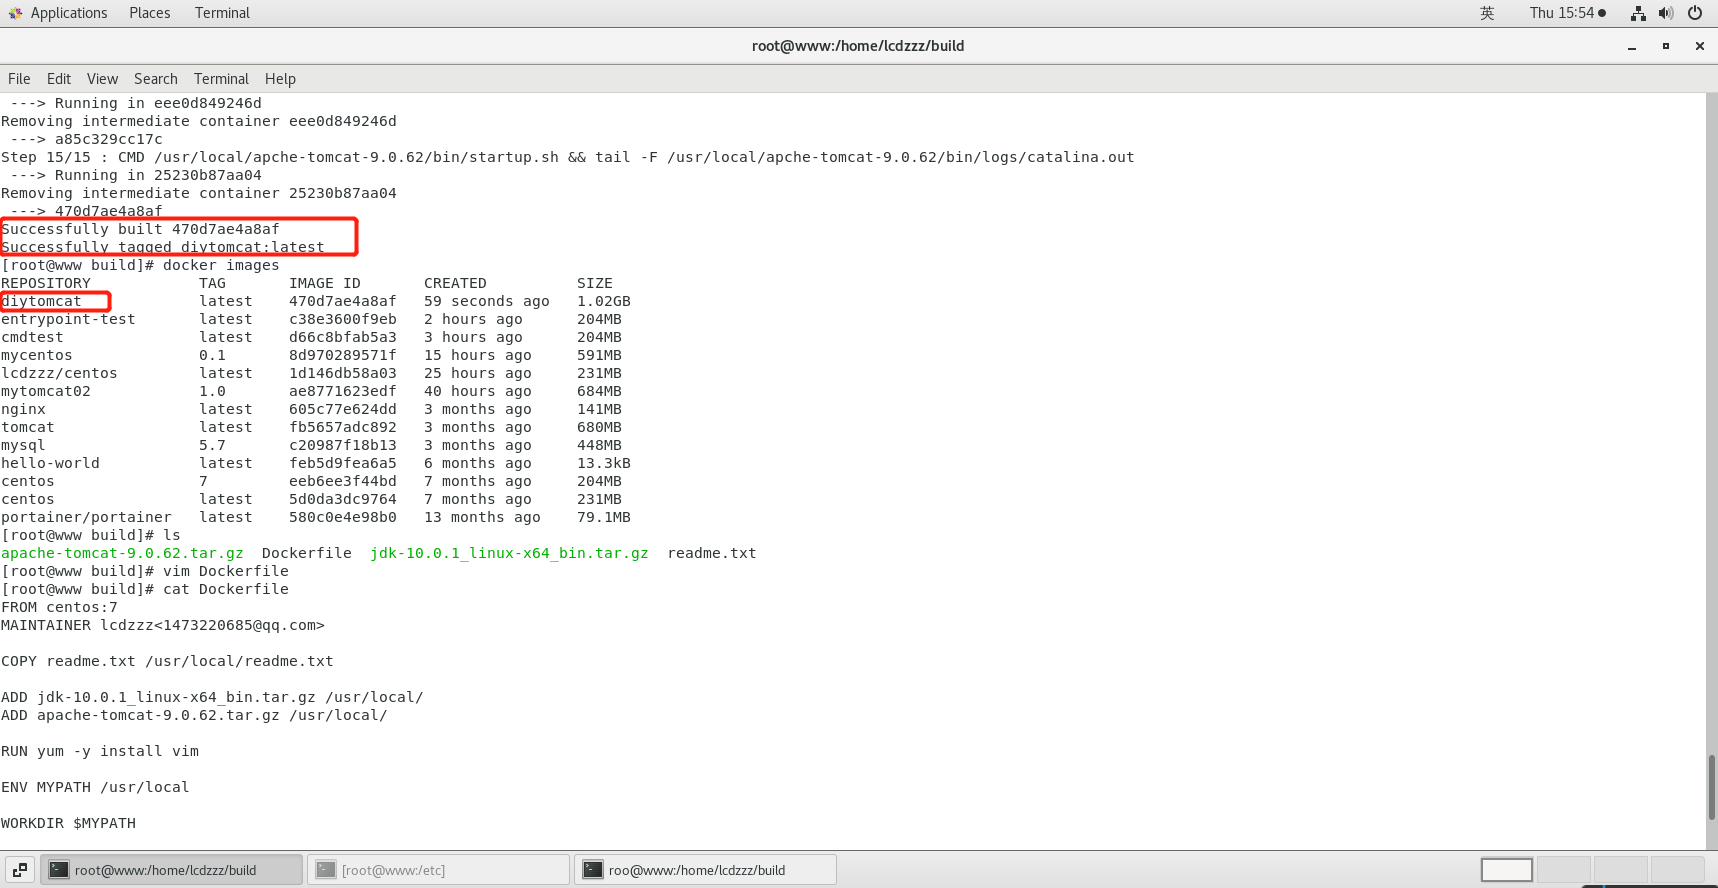 Applications Places Terminal 英 Thu 15:54
root@www:/home/lcdzzz/build
File Edit View Search Terminal Help
 ---> Running in eee0d849246d
Removing intermediate container eee0d849246d
 ---> a85c329cc17c
Step 15/15 : CMD /usr/local/apche-tomcat-9.0.62/bin/startup.sh && tail -F /usr/local/apche-tomcat-9.0.62/bin/logs/catalina.out
 ---> Running in 25230b87aa04
Removing intermediate container 25230b87aa04
 ---> 470d7ae4a8af
Successfully built 470d7ae4a8af
Successfully tagged diytomcat:latest
[root@www build]# docker images
REPOSITORY TAG IMAGE ID CREATED SIZE
diytomcat latest 470d7ae4a8af 59 seconds ago 1.02GB
entrypoint-test latest c38e3600f9eb 2 hours ago 204MB
cmdtest latest d66c8bfab5a3 3 hours ago 204MB
mycentos 0.1 8d970289571f 15 hours ago 591MB
lcdzzz/centos latest 1d146db58a03 25 hours ago 231MB
mytomcat02 1.0 ae8771623edf 40 hours ago 684MB
nginx latest 605c77e624dd 3 months ago 141MB
tomcat latest fb5657adc892 3 months ago 680MB
mysql 5.7 c20987f18b13 3 months ago 448MB
hello-world latest feb5d9fea6a5 6 months ago 13.3kB
centos 7 eeb6ee3f44bd 7 months ago 204MB
centos latest 5d0da3dc9764 7 months ago 231MB
portainer/portainer latest 580c0e4e98b0 13 months ago 79.1MB
[root@www build]# ls
apache-tomcat-9.0.62.tar.gz Dockerfile jdk-10.0.1_linux-x64_bin.tar.gz readme.txt
[root@www build]# vim Dockerfile
[root@www build]# cat Dockerfile
FROM centos:7
MAINTAINER lcdzzz<1473220685@qq.com>
COPY readme.txt /usr/local/readme.txt
ADD jdk-10.0.1_linux-x64_bin.tar.gz /usr/local/
ADD apache-tomcat-9.0.62.tar.gz /usr/local/
RUN yum -y install vim
ENV MYPATH /usr/local
WORKDIR $MYPATH
root@www:/home/lcdzzz/build [root@www:/etc] roo@www:/home/lcdzzz/build